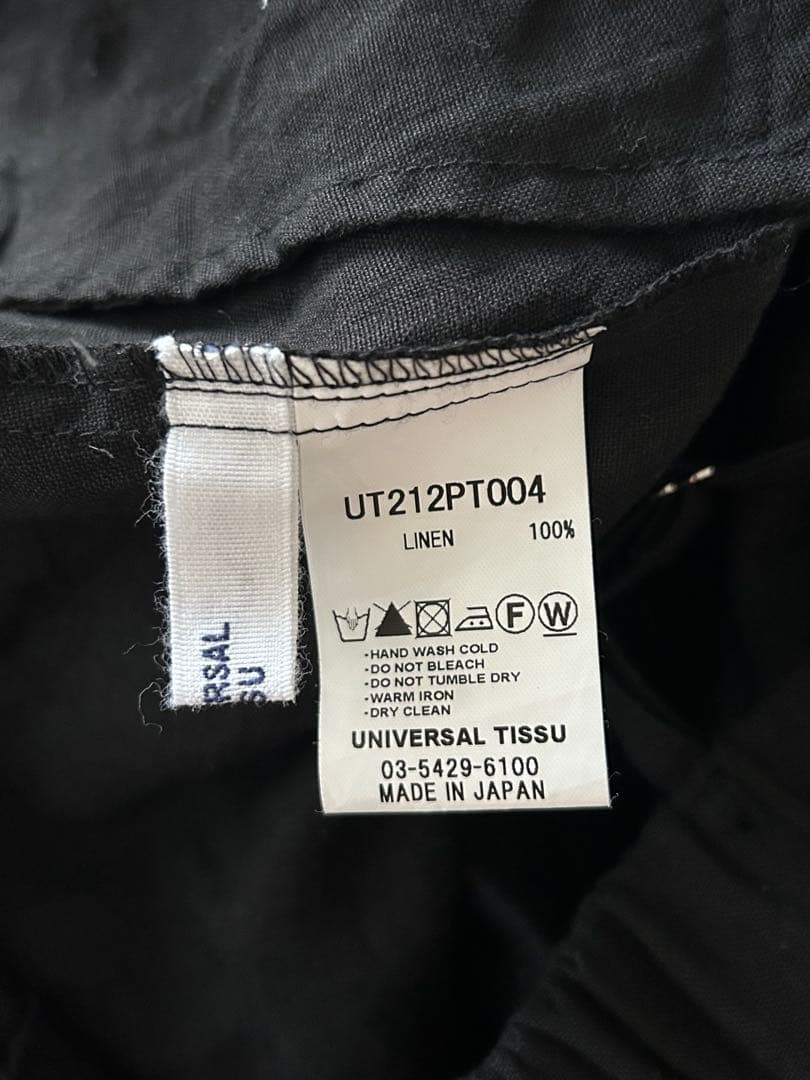 UT212PT004
LINEN 100%
F W
-HAND WASH COLD
-DO NOT BLEACH
-DO NOT TUMBLE DRY
-WARM IRON
-DRY CLEAN
UNIVERSAL TISSU
03-5429-6100
MADE IN JAPAN
RSAL
SU